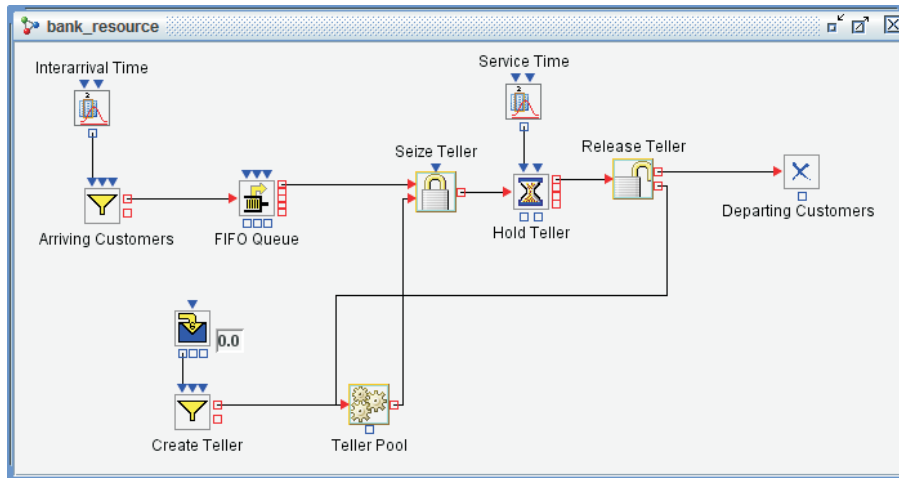 bank_resource
Interarrival Time
Service Time
Seize Teller
Release Teller
Arriving Customers
FIFO Queue
Hold Teller
Departing Customers
0.0
Create Teller
Teller Pool